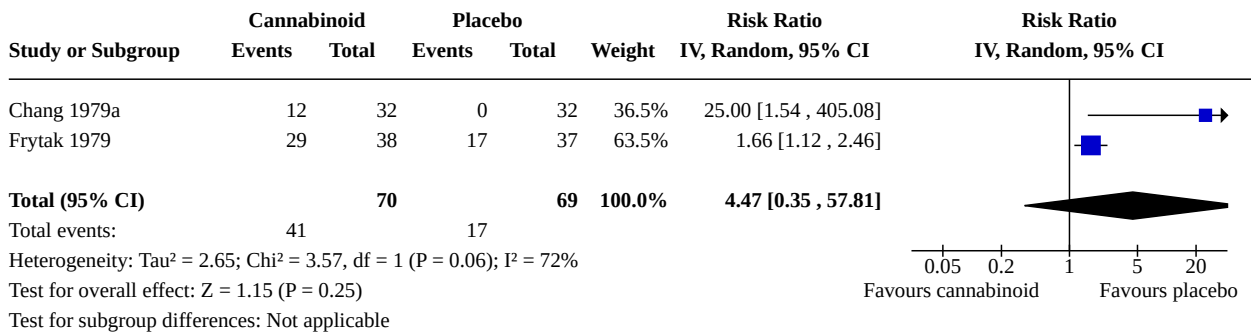 Cannabinoid Placebo Risk Ratio Risk Ratio
Study or Subgroup Events Total Events Total Weight IV, Random, 95% CI IV, Random, 95% CI
Chang 1979a 12 32 0 32 36.5% 25.00 [1.54 , 405.08]
Frytak 1979 29 38 17 37 63.5% 1.66 [1.12 , 2.46]
Total (95% CI) 70 69 100.0% 4.47 [0.35 , 57.81]
Total events: 41 17
Heterogeneity: Tau² = 2.65; Chi² = 3.57, df = 1 (P = 0.06); I² = 72%
0.05 0.2 1 5 20
Test for overall effect: Z = 1.15 (P = 0.25) Favours cannabinoid Favours placebo
Test for subgroup differences: Not applicable